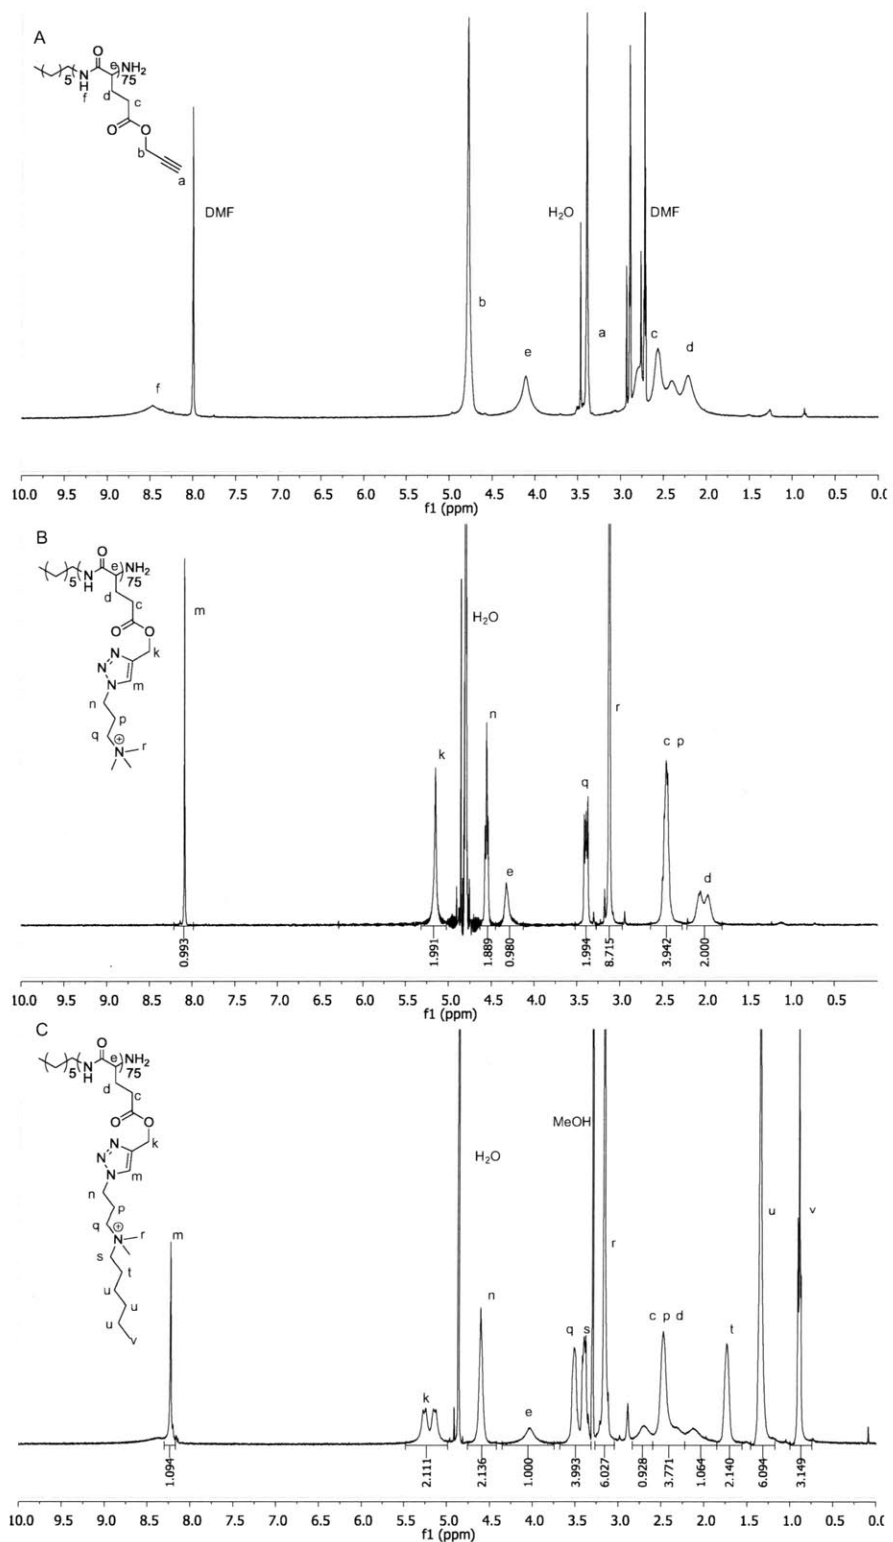 A
O
e
NH₂
5
N
H
75
f
d
c
O
O
b
a
DMF
H₂O
DMF
b
a
c
e
d
f
10.0 9.5 9.0 8.5 8.0 7.5 7.0 6.5 6.0 5.5 5.0 4.5 4.0 3.5 3.0 2.5 2.0 1.5 1.0 0.5 0.0
f1 (ppm)
B
O
e
NH₂
5
N
H
75
d
c
O
O
k
N N
N
N
m
n
p
q
⊕
N
r
m
H₂O
n
r
k
q
c p
e
d
0.993 1.991 1.889 0.980 1.994 8.715 3.942 2.000
10.0 9.5 9.0 8.5 8.0 7.5 7.0 6.5 6.0 5.5 5.0 4.5 4.0 3.5 3.0 2.5 2.0 1.5 1.0 0.5 0.0
f1 (ppm)
C
O
e
NH₂
5
N
H
75
d
c
O
O
k
N N
N
m
n
p
q
⊕
N
r
s
t
u
u
u
v
m
MeOH
H₂O
r
u
v
n
q s
c p d
t
k
e
1.094 2.111 2.136 1.000 3.993 6.027 0.928 3.771 1.064 2.140 6.094 3.149
10.0 9.5 9.0 8.5 8.0 7.5 7.0 6.5 6.0 5.5 5.0 4.5 4.0 3.5 3.0 2.5 2.0 1.5 1.0 0.5 0.0
f1 (ppm)